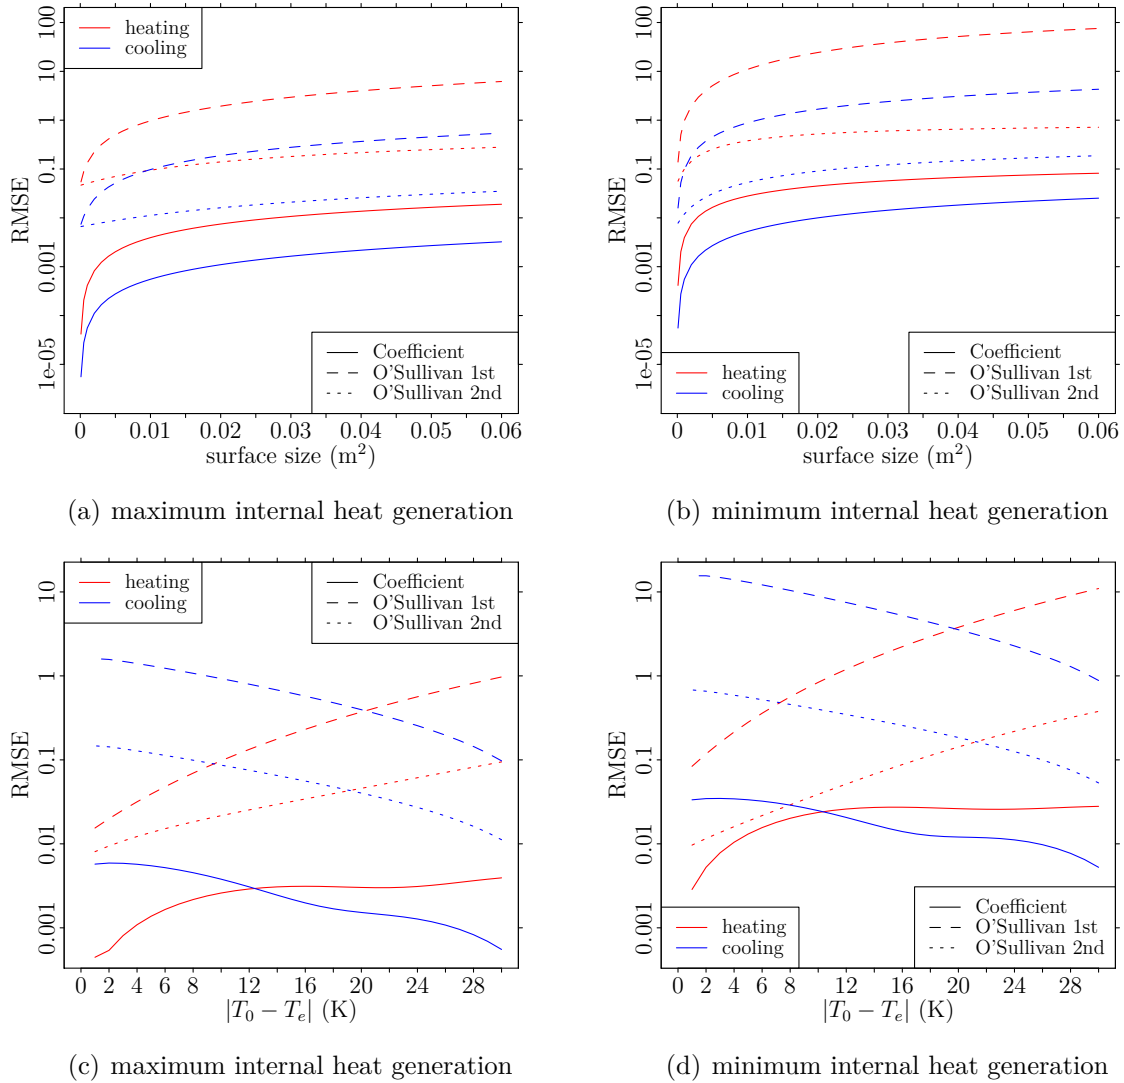 heating
cooling
RMSE
1e-05 0.001 0.1 1 10 100
Coefficient
O'Sullivan 1st
O'Sullivan 2nd
0 0.01 0.02 0.03 0.04 0.05 0.06
surface size (m²)
(a) maximum internal heat generation
RMSE
1e-05 0.001 0.1 1 10 100
heating
cooling
Coefficient
O'Sullivan 1st
O'Sullivan 2nd
0 0.01 0.02 0.03 0.04 0.05 0.06
surface size (m²)
(b) minimum internal heat generation
heating
cooling
Coefficient
O'Sullivan 1st
O'Sullivan 2nd
RMSE
0.001 0.01 0.1 1 10
0 2 4 6 8 12 16 20 24 28
|T₀ − Tₑ| (K)
(c) maximum internal heat generation
RMSE
0.001 0.01 0.1 1 10
heating
cooling
Coefficient
O'Sullivan 1st
O'Sullivan 2nd
0 2 4 6 8 12 16 20 24 28
|T₀ − Tₑ| (K)
(d) minimum internal heat generation